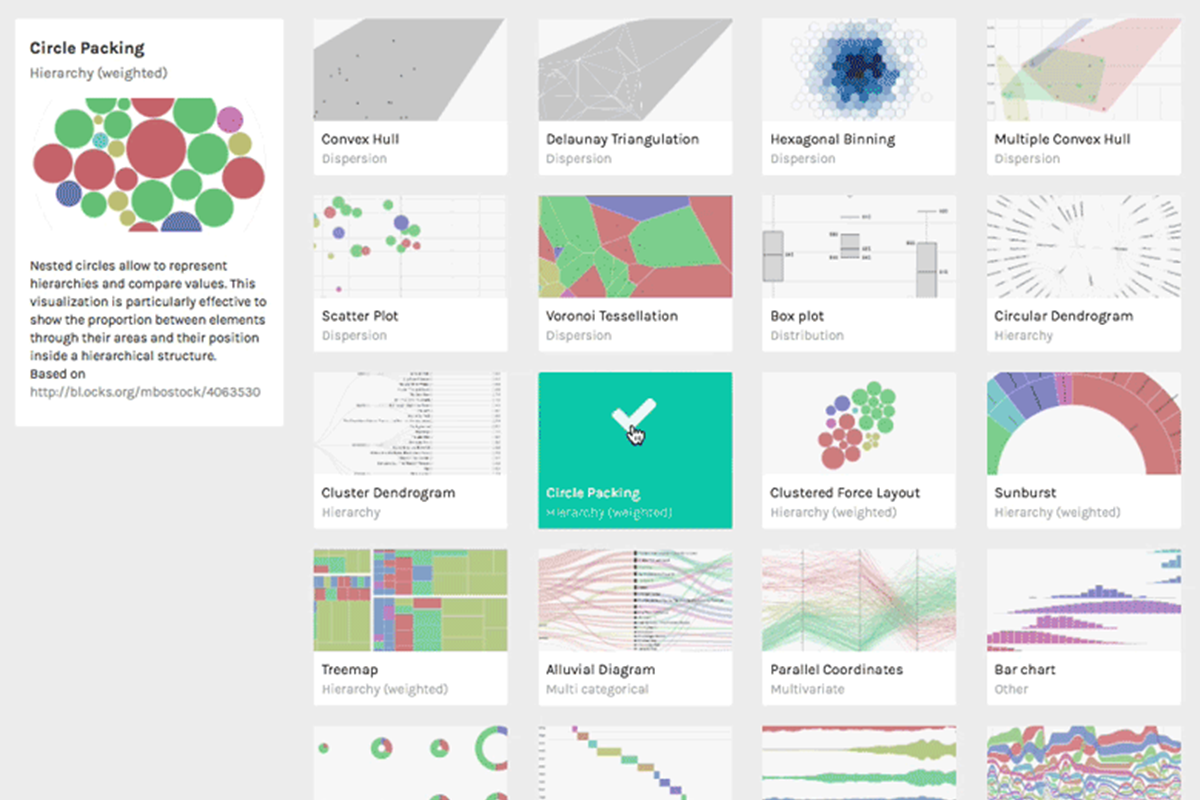 Circle Packing
Hierarchy (weighted)
Nested circles allow to represent
hierarchies and compare values. This
visualization is particularly effective to
show the proportion between elements
through their areas and their position
inside a hierarchical structure.
Based on
http://bl.ocks.org/mbostock/4063530
Convex Hull
Dispersion
Delaunay Triangulation
Dispersion
Hexagonal Binning
Dispersion
Multiple Convex Hull
Dispersion
Scatter Plot
Dispersion
Voronoi Tessellation
Dispersion
Box plot
Distribution
Circular Dendrogram
Hierarchy
Cluster Dendrogram
Hierarchy
Circle Packing
Hierarchy (weighted)
Clustered Force Layout
Hierarchy (weighted)
Sunburst
Hierarchy (weighted)
Treemap
Hierarchy (weighted)
Alluvial Diagram
Multi categorical
Parallel Coordinates
Multivariate
Bar chart
Other